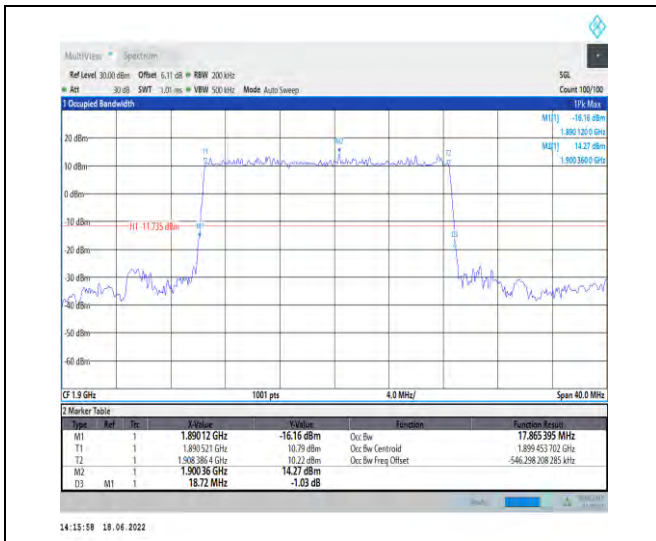 MultiView Spectrum
Ref Level 30.00 dBm Offset 6.11 dB RBW 200 kHz SGL
Att 30 dB SWT 1.01 ms VBW 500 kHz Mode Auto Sweep Count 100/100
1 Occupied Bandwidth 1Pk Max
M1[1] -16.16 dBm
1.890 120 0 GHz
M2[1] 14.27 dBm
1.900 360 0 GHz
20 dBm
T1 M2 T2
10 dBm
0 dBm
-10 dBm
H1 -11.735 dBm
M1
D3
-20 dBm
-30 dBm
-40 dBm
-50 dBm
-60 dBm
CF 1.9 GHz 1001 pts 4.0 MHz/ Span 40.0 MHz
2 Marker Table
Type Ref Trc X-Value Y-Value Function Function Result
M1 1 1.89012 GHz -16.16 dBm Occ Bw 17.865 395 MHz
T1 1 1.890 521 GHz 10.79 dBm Occ Bw Centroid 1.899 453 702 GHz
T2 1 1.908 386 4 GHz 10.22 dBm Occ Bw Freq Offset -546.298 208 285 kHz
M2 1 1.90036 GHz 14.27 dBm
D3 M1 1 18.72 MHz -1.03 dB
14:15:58 18.06.2022